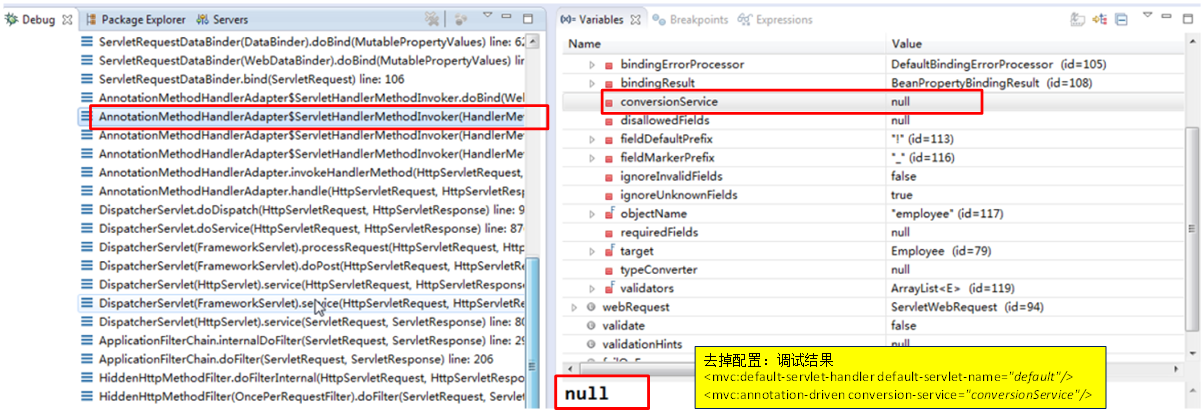 Debug
Package Explorer
Servers
ServletRequestDataBinder(DataBinder).doBind(MutablePropertyValues) line: 62
ServletRequestDataBinder(WebDataBinder).doBind(MutablePropertyValues) lir
ServletRequestDataBinder.bind(ServletRequest) line: 106
AnnotationMethodHandlerAdapter$ServletHandlerMethodInvoker.doBind(We
AnnotationMethodHandlerAdapter$ServletHandlerMethodInvoker(HandlerMe
AnnotationMethodHandlerAdapter$ServletHandlerMethodInvoker(HandlerMe
AnnotationMethodHandlerAdapter$ServletHandlerMethodInvoker(HandlerMe
AnnotationMethodHandlerAdapter.invokeHandlerMethod(HttpServletRequest,
AnnotationMethodHandlerAdapter.handle(HttpServletRequest, HttpServletResp
DispatcherServlet.doDispatch(HttpServletRequest, HttpServletResponse) line: 9
DispatcherServlet.doService(HttpServletRequest, HttpServletResponse) line: 87
DispatcherServlet(FrameworkServlet).processRequest(HttpServletRequest, Http
DispatcherServlet(FrameworkServlet).doPost(HttpServletRequest, HttpServletRe
DispatcherServlet(HttpServlet).service(HttpServletRequest, HttpServletResponse
DispatcherServlet(FrameworkServlet).service(HttpServletRequest, HttpServletRe
DispatcherServlet(HttpServlet).service(ServletRequest, ServletResponse) line: 80
ApplicationFilterChain.internalDoFilter(ServletRequest, ServletResponse) line: 29
ApplicationFilterChain.doFilter(ServletRequest, ServletResponse) line: 206
HiddenHttpMethodFilter.doFilterInternal(HttpServletRequest, HttpServletRespo
HiddenHttpMethodFilter(OncePerRequestFilter).doFilter(ServletRequest, Servlet
(x)= Variables
Breakpoints
Expressions
Name Value
bindingErrorProcessor DefaultBindingErrorProcessor (id=105)
bindingResult BeanPropertyBindingResult (id=108)
conversionService null
disallowedFields null
fieldDefaultPrefix "!" (id=113)
fieldMarkerPrefix "_" (id=116)
ignoreInvalidFields false
ignoreUnknownFields true
objectName "employee" (id=117)
requiredFields null
target Employee (id=79)
typeConverter null
validators ArrayList<E> (id=119)
webRequest ServletWebRequest (id=94)
validate false
validationHints null
null
去掉配置：调试结果
<mvc:default-servlet-handler default-servlet-name="default"/>
<mvc:annotation-driven conversion-service="conversionService"/>